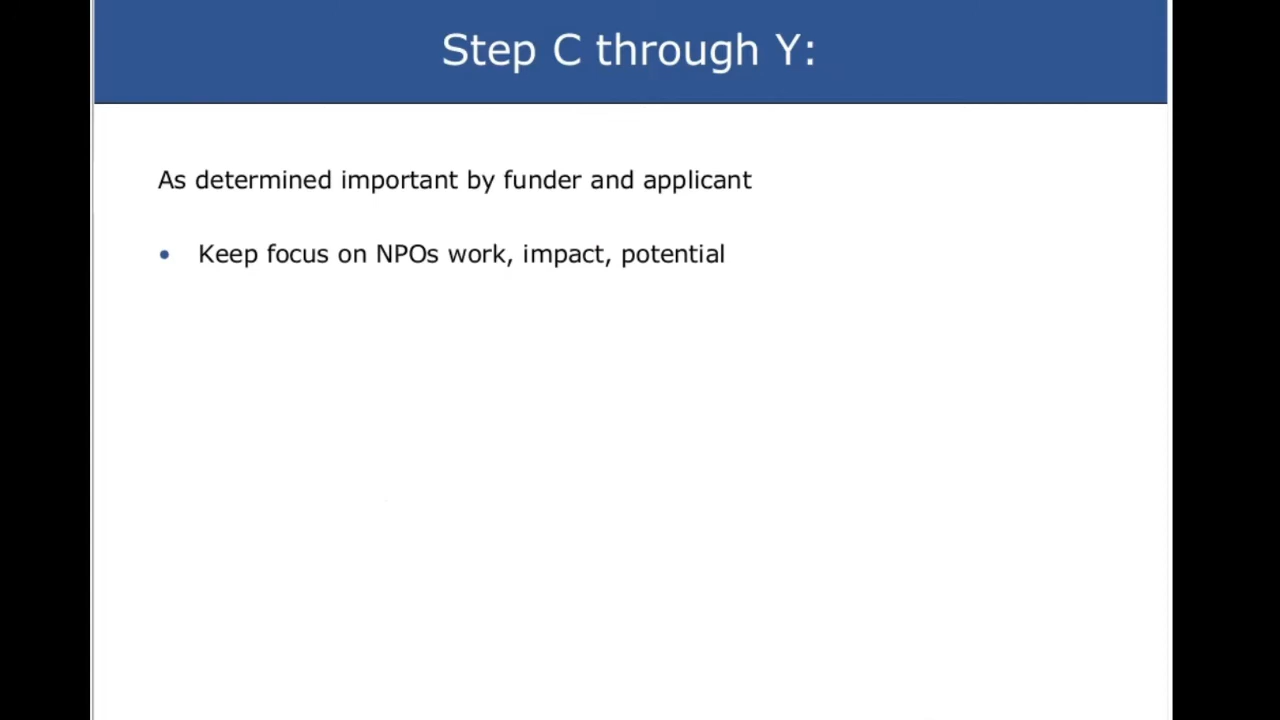 Step C through Y:
As determined important by funder and applicant
• Keep focus on NPOs work, impact, potential